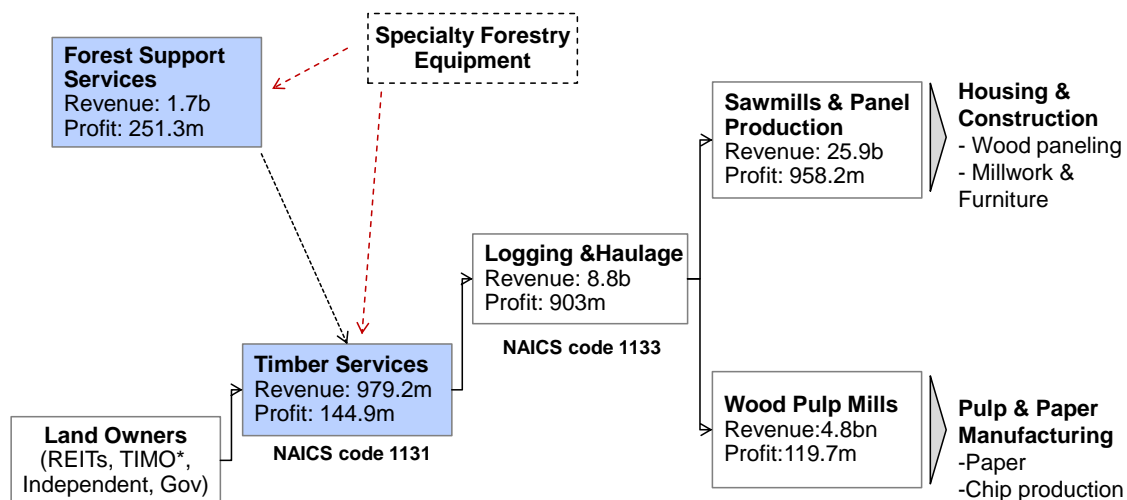 Forest Support
Services
Revenue: 1.7b
Profit: 251.3m
Specialty Forestry
Equipment
Sawmills & Panel
Production
Revenue: 25.9b
Profit: 958.2m
Housing &
Construction
- Wood paneling
- Millwork &
Furniture
Logging &Haulage
Revenue: 8.8b
Profit: 903m
NAICS code 1133
Timber Services
Revenue: 979.2m
Profit: 144.9m
NAICS code 1131
Land Owners
(REITs, TIMO*,
Independent, Gov)
Wood Pulp Mills
Revenue:4.8bn
Profit:119.7m
Pulp & Paper
Manufacturing
-Paper
-Chip production